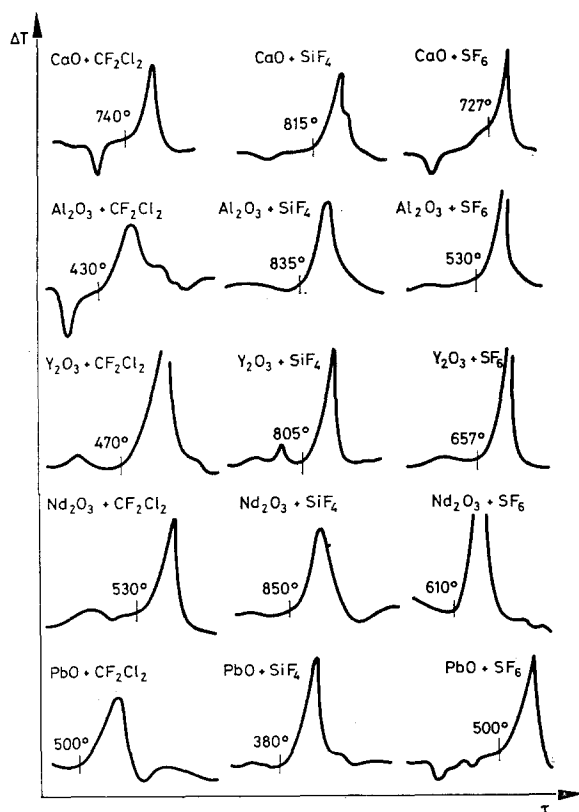 ΔT
CaO + CF₂Cl₂ CaO + SiF₄ CaO + SF₆
740° 815° 727°
Al₂O₃ + CF₂Cl₂ Al₂O₃ + SiF₄ Al₂O₃ + SF₆
430° 835° 530°
Y₂O₃ + CF₂Cl₂ Y₂O₃ + SiF₄ Y₂O₃ + SF₆
470° 805° 657°
Nd₂O₃ + CF₂Cl₂ Nd₂O₃ + SiF₄ Nd₂O₃ + SF₆
530° 850° 610°
PbO + CF₂Cl₂ PbO + SiF₄ PbO + SF₆
500° 380° 500°
τ